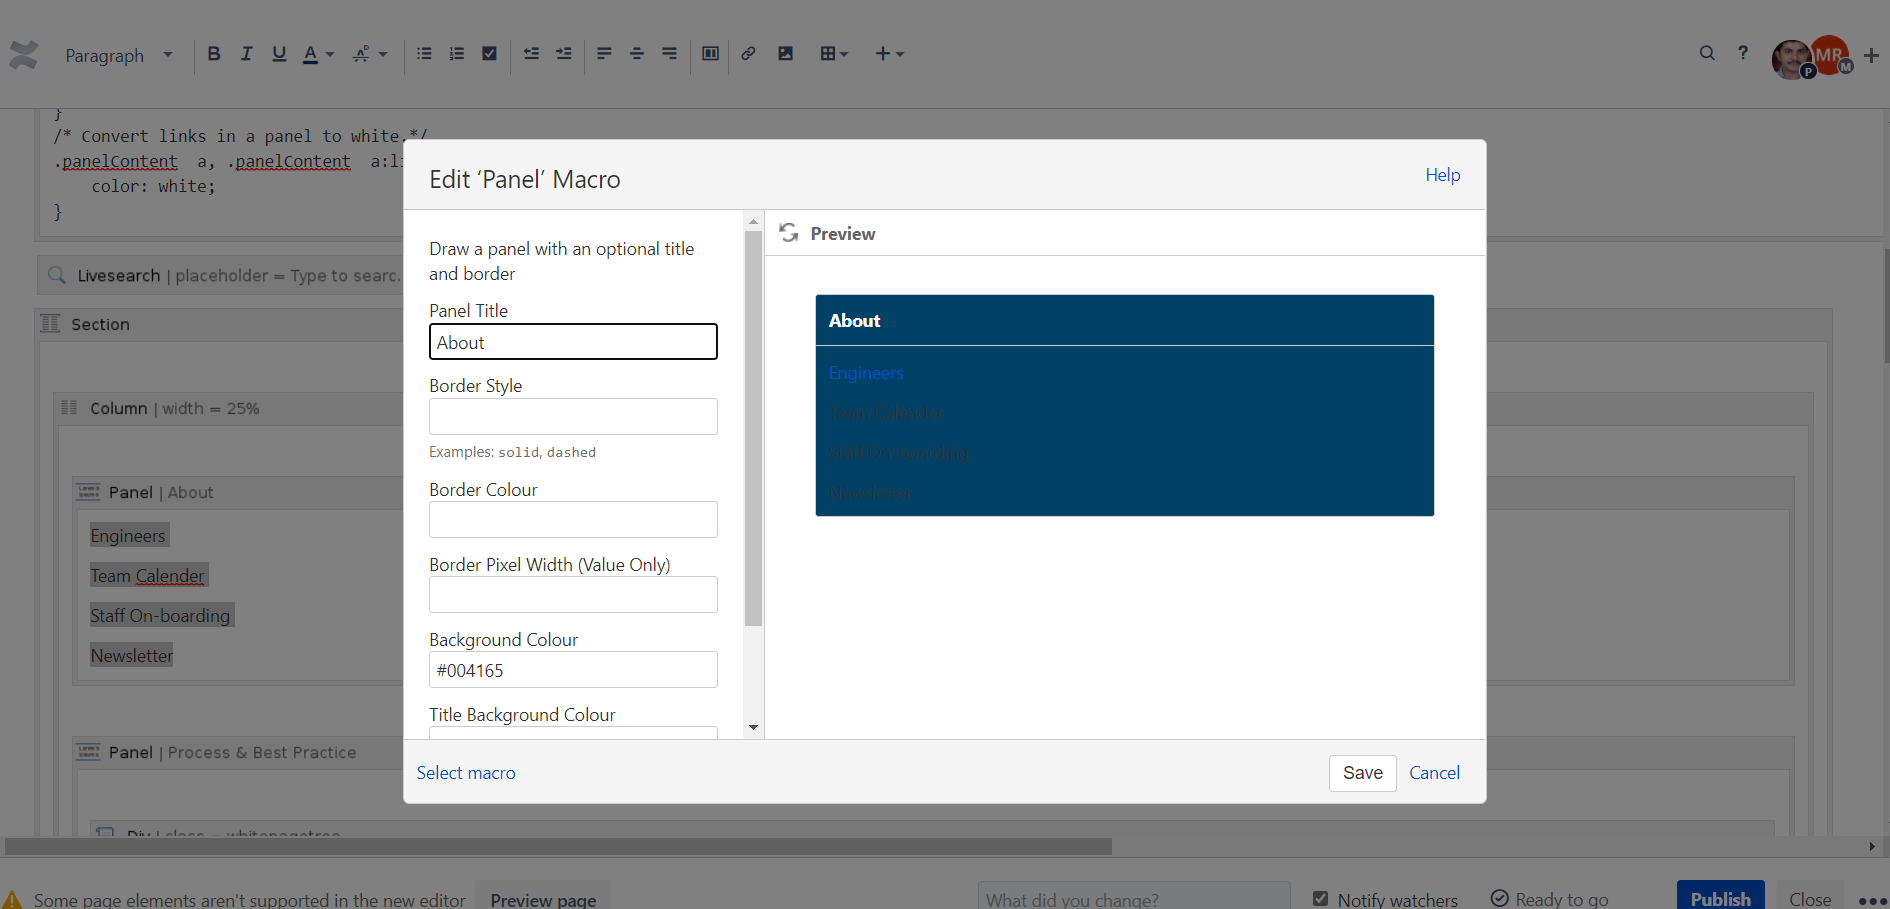 Paragraph
B I U A
MR
P
M
}
/* Convert links in a panel to white.*/
.panelContent a, .panelContent a:li
color: white;
}
Livesearch | placeholder = Type to searc...
Section
Column | width = 25%
Panel | About
Engineers
Team Calender
Staff On-boarding
Newsletter
Panel | Process & Best Practice
Div | class = whitepagetree
Edit ‘Panel’ Macro
Help
Draw a panel with an optional title
and border
Panel Title
About
Border Style
Examples: solid, dashed
Border Colour
Border Pixel Width (Value Only)
Background Colour
#004165
Title Background Colour
Preview
About
Engineers
Team Calender
Staff On-boarding
Newsletter
Select macro
Save
Cancel
Some page elements aren't supported in the new editor
Preview page
What did you change?
Notify watchers
Ready to go
Publish
Close